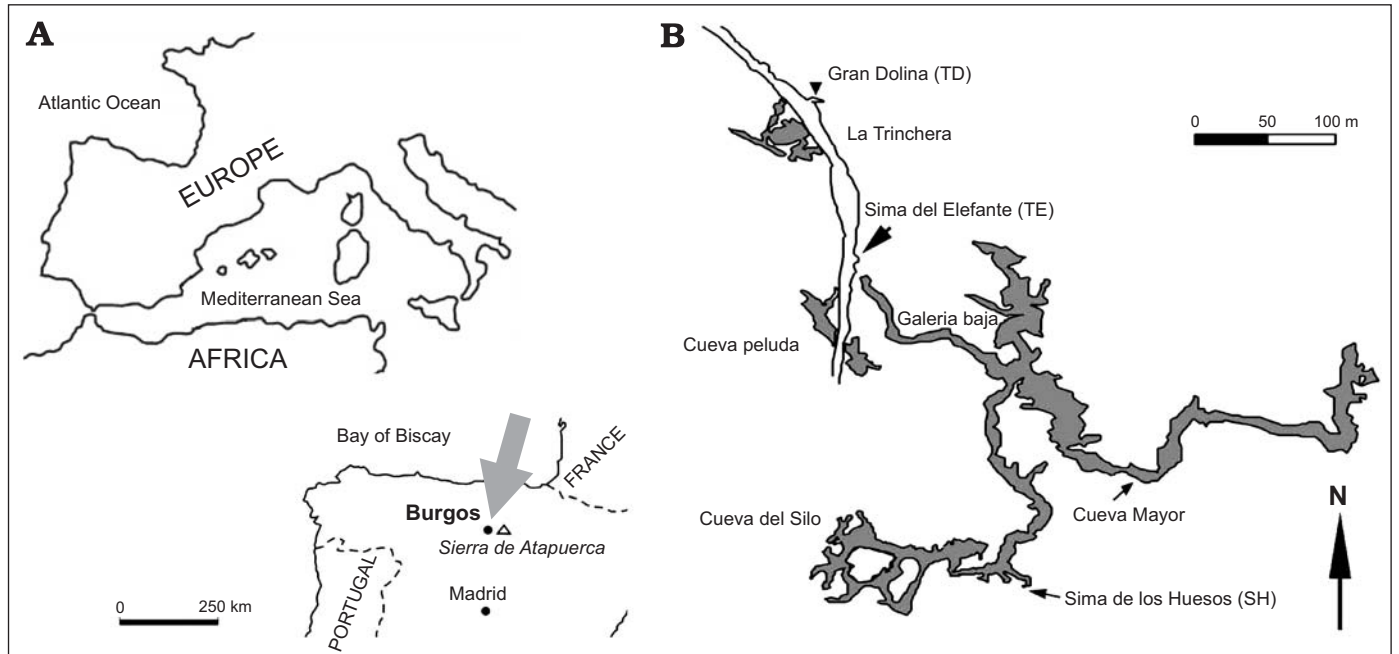 A
Atlantic Ocean
EUROPE
Mediterranean Sea
AFRICA
Bay of Biscay
FRANCE
Burgos
Sierra de Atapuerca
PORTUGAL
Madrid
0 250 km
B
Gran Dolina (TD)
La Trinchera
0 50 100 m
Sima del Elefante (TE)
Galeria baja
Cueva peluda
Cueva del Silo
Cueva Mayor
N
Sima de los Huesos (SH)